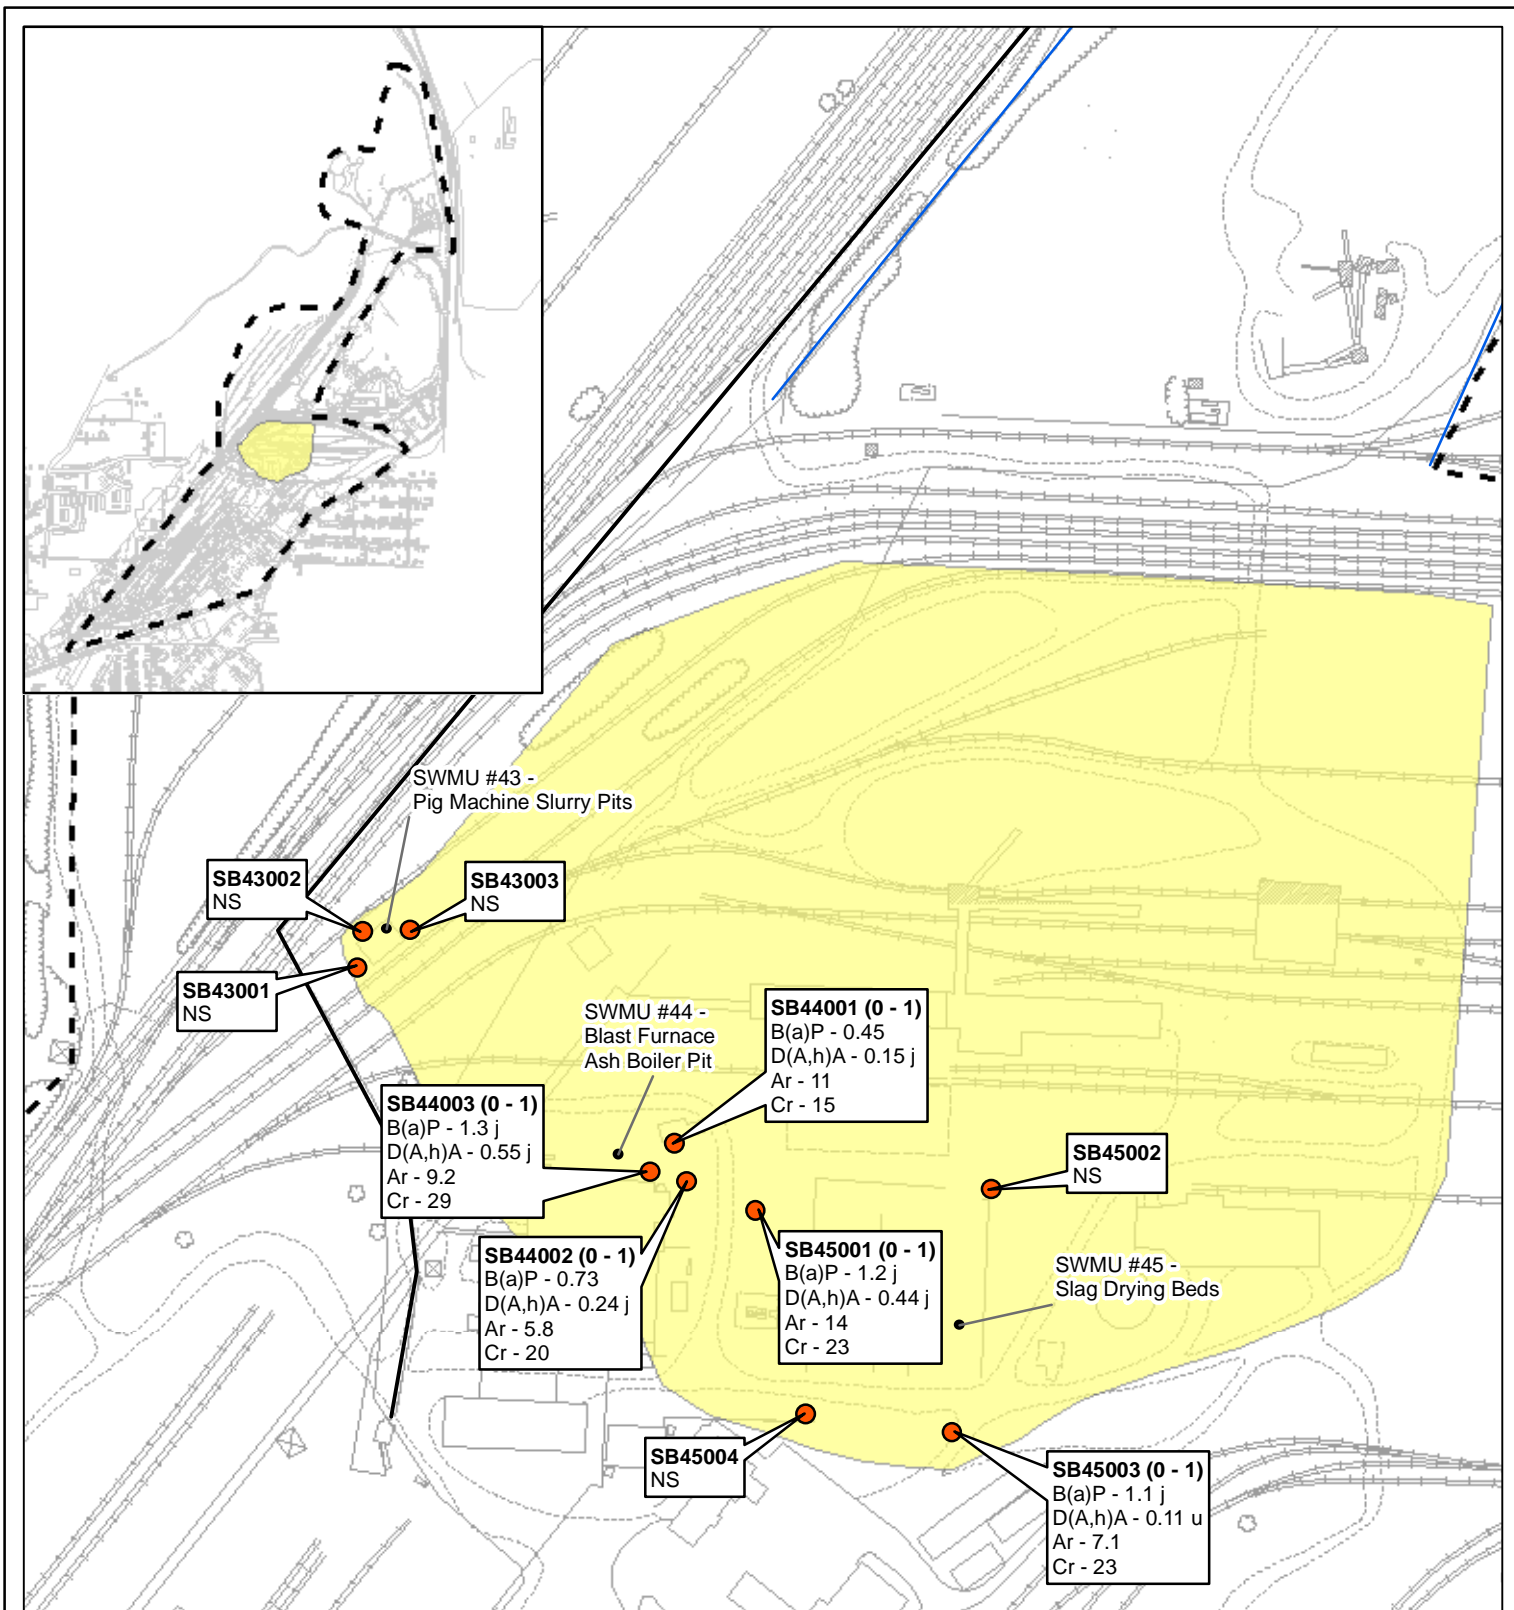 SWMU #43 -
Pig Machine Slurry Pits
SB43002
NS
SB43003
NS
SB43001
NS
SWMU #44 -
Blast Furnace
Ash Boiler Pit
SB44001 (0 - 1)
B(a)P - 0.45
D(A,h)A - 0.15 j
Ar - 11
Cr - 15
SB44003 (0 - 1)
B(a)P - 1.3 j
D(A,h)A - 0.55 j
Ar - 9.2
Cr - 29
SB45002
NS
SB44002 (0 - 1)
B(a)P - 0.73
D(A,h)A - 0.24 j
Ar - 5.8
Cr - 20
SB45001 (0 - 1)
B(a)P - 1.2 j
D(A,h)A - 0.44 j
Ar - 14
Cr - 23
SWMU #45 -
Slag Drying Beds
SB45004
NS
SB45003 (0 - 1)
B(a)P - 1.1 j
D(A,h)A - 0.11 u
Ar - 7.1
Cr - 23